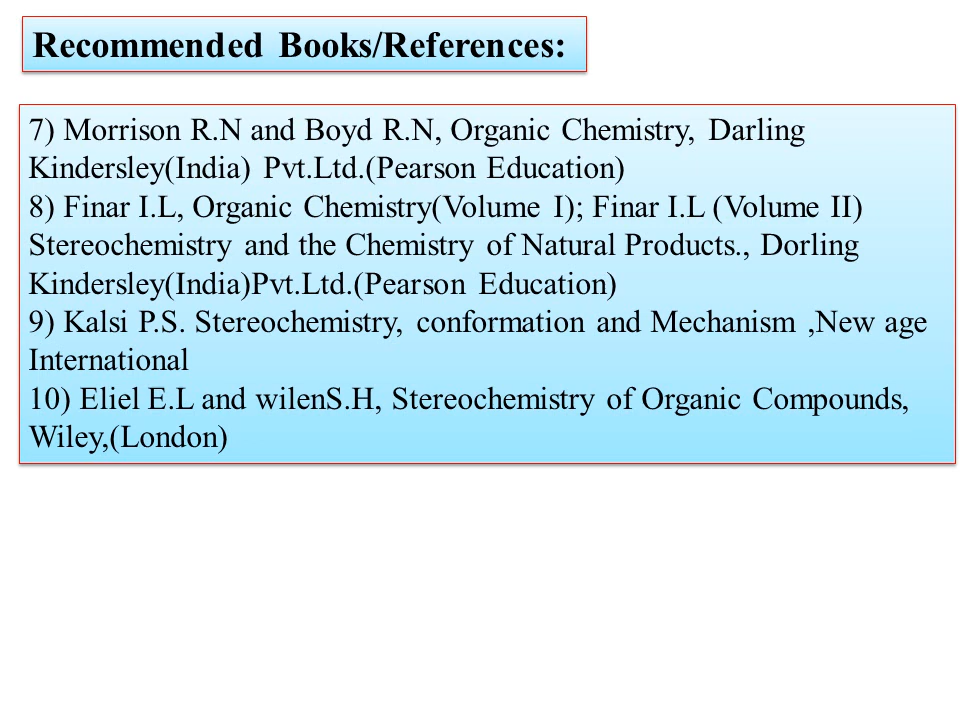 Recommended Books/References:
7) Morrison R.N and Boyd R.N, Organic Chemistry, Darling
Kindersley(India) Pvt.Ltd.(Pearson Education)
8) Finar I.L, Organic Chemistry(Volume I); Finar I.L (Volume II)
Stereochemistry and the Chemistry of Natural Products., Dorling
Kindersley(India)Pvt.Ltd.(Pearson Education)
9) Kalsi P.S. Stereochemistry, conformation and Mechanism ,New age
International
10) Eliel E.L and wilenS.H, Stereochemistry of Organic Compounds,
Wiley,(London)